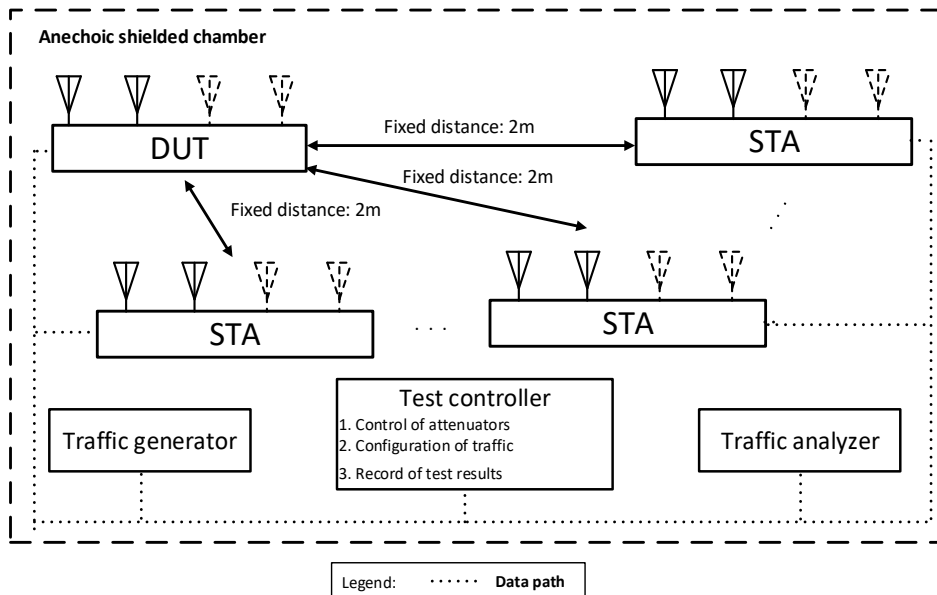 Anechoic shielded chamber
DUT
Fixed distance: 2m
STA
Fixed distance: 2m
Fixed distance: 2m
STA
. . .
STA
Test controller
1. Control of attenuators
2. Configuration of traffic
3. Record of test results
Traffic generator
Traffic analyzer
Legend: Data path